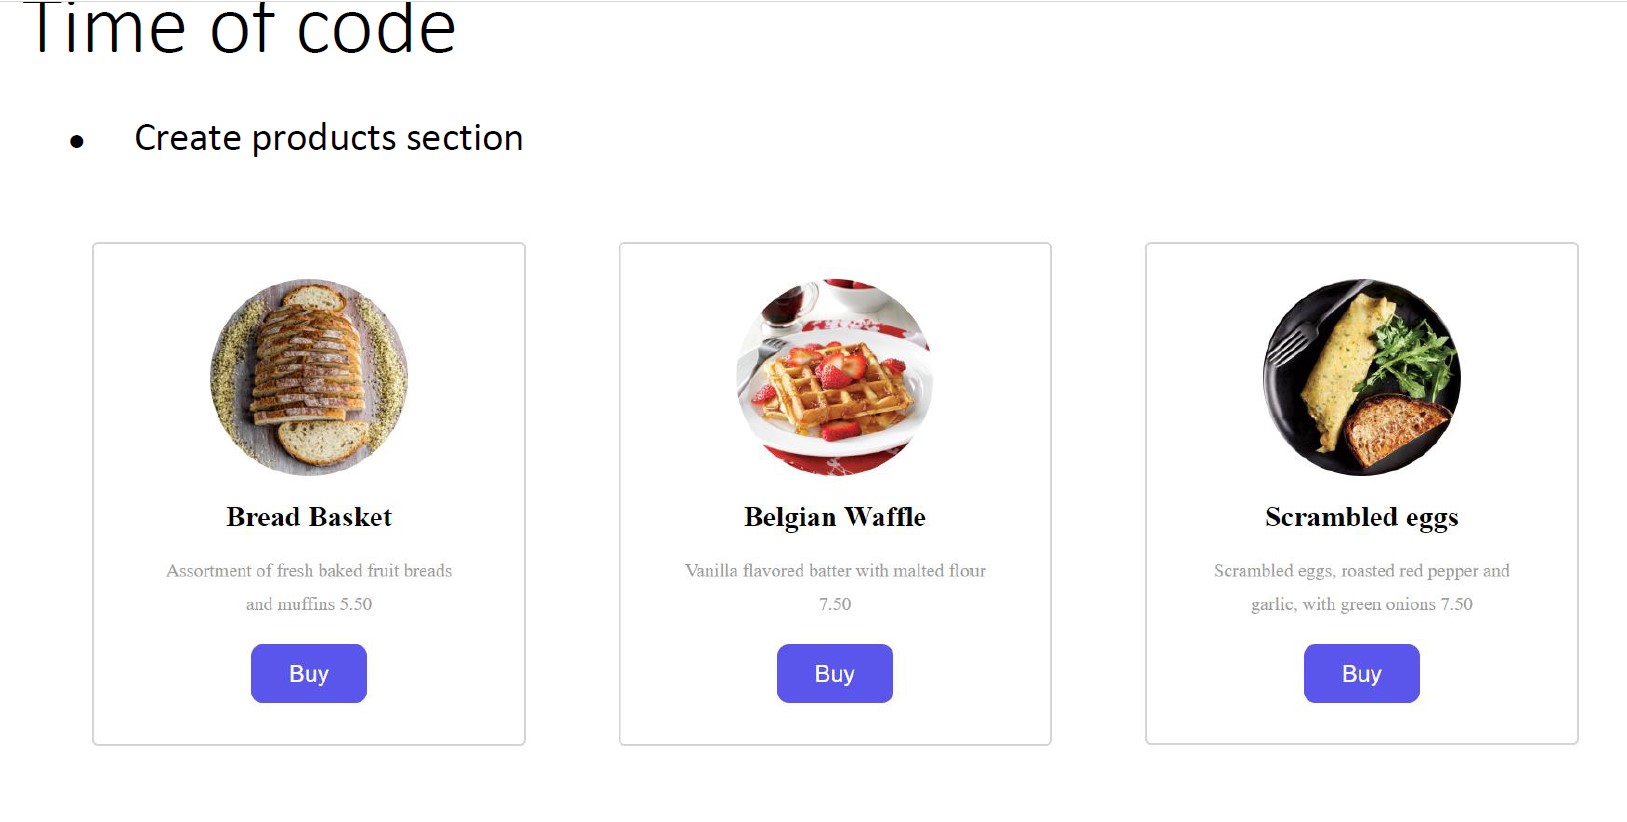 Time of code
• Create products section
Bread Basket
Assortment of fresh baked fruit breads
and muffins 5.50
Buy
Belgian Waffle
Vanilla flavored batter with malted flour
7.50
Buy
Scrambled eggs
Scrambled eggs, roasted red pepper and
garlic, with green onions 7.50
Buy